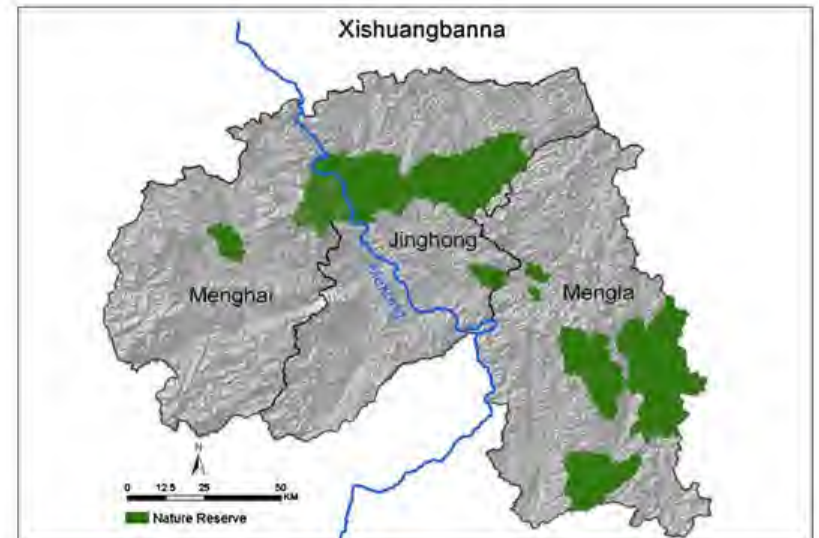 Xishuangbanna
Jinghong
Menghai
Mekong
Mengla
N
0 12.5 25 50
KM
Nature Reserve